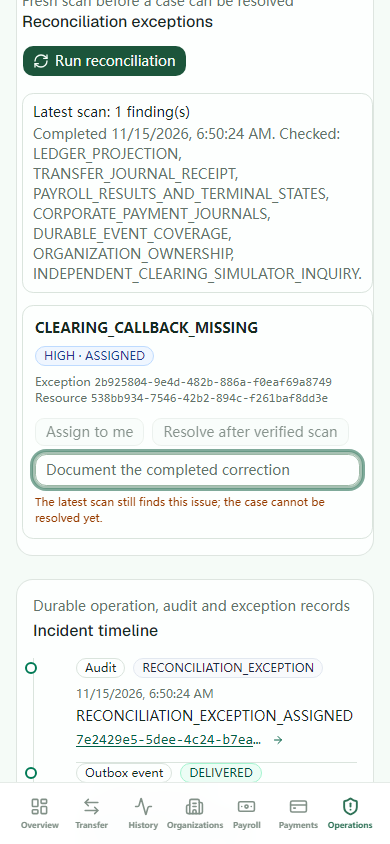 Fresh scan before a case can be resolved
Reconciliation exceptions
Run reconciliation
Latest scan: 1 finding(s)
Completed 11/15/2026, 6:50:24 AM. Checked:
LEDGER_PROJECTION,
TRANSFER_JOURNAL_RECEIPT,
PAYROLL_RESULTS_AND_TERMINAL_STATES,
CORPORATE_PAYMENT_JOURNALS,
DURABLE_EVENT_COVERAGE,
ORGANIZATION_OWNERSHIP,
INDEPENDENT_CLEARING_SIMULATOR_INQUIRY.
CLEARING_CALLBACK_MISSING
HIGH · ASSIGNED
Exception 2b925804-9e4d-482b-886a-f0eaf69a8749
Resource 538bb934-7546-42b2-894c-f261baf8dd3e
Assign to me Resolve after verified scan
Document the completed correction
The latest scan still finds this issue; the case cannot be
resolved yet.
Durable operation, audit and exception records
Incident timeline
Audit RECONCILIATION_EXCEPTION
11/15/2026, 6:50:24 AM
RECONCILIATION_EXCEPTION_ASSIGNED
7e2429e5-5dee-4c24-b7ea… →
Outbox event DELIVERED
Overview Transfer History Organizations Payroll Payments Operations